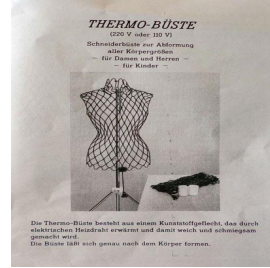 THERMO-BÜSTE
(220 V oder 110 V)
Schneiderbüste zur Abformung
aller Körpergrößen
— für Damen und Herren —
— für Kinder —
Die Thermo-Büste besteht aus einem Kunststoffgeflecht, das durch
elektrischen Heizdraht erwärmt und damit weich und schmiegsam
gemacht wird.
Die Büste läßt sich genau nach dem Körper formen.